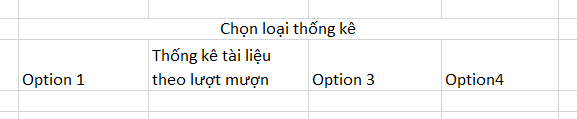 Chọn loại thống kê
Thống kê tài liệu
Option 1 theo lượt mượn Option 3 Option4